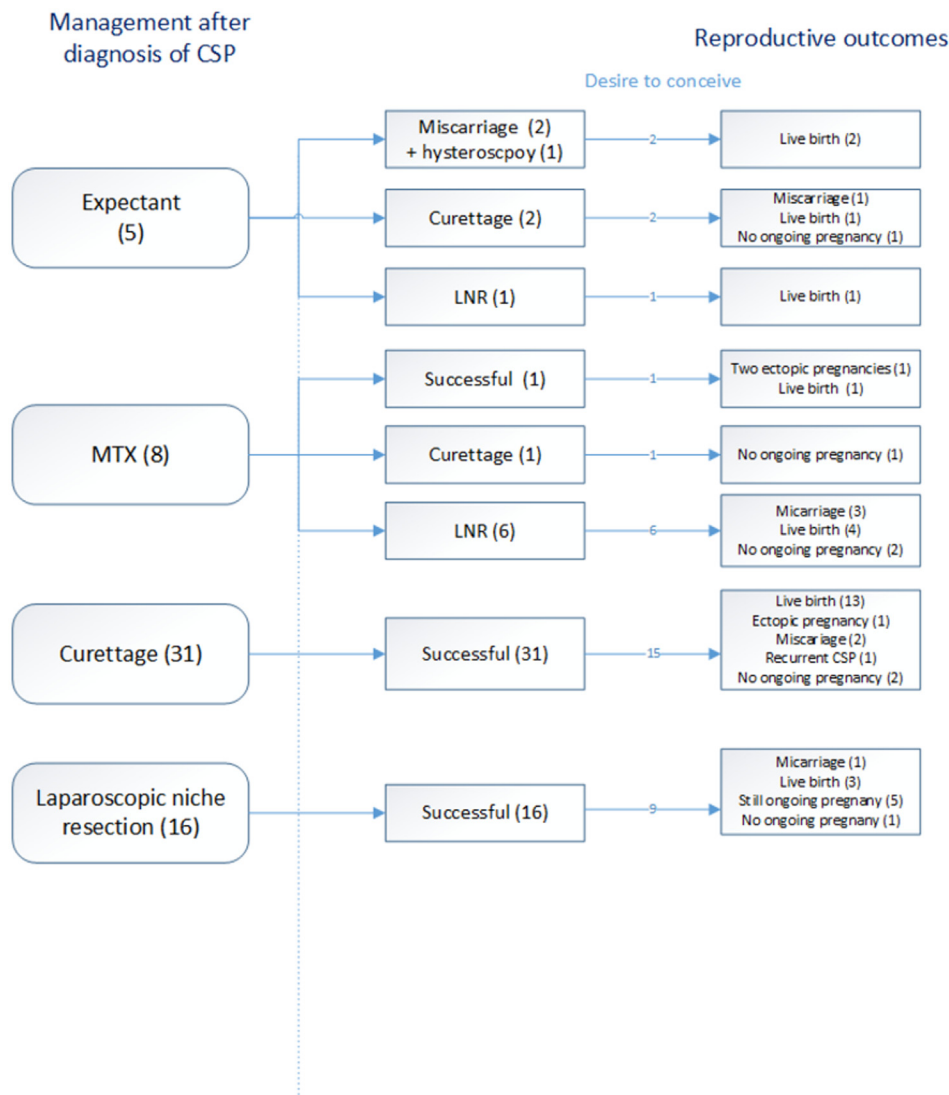 Management after
diagnosis of CSP
Reproductive outcomes
Desire to conceive
Expectant
(5)
Miscarriage (2)
+ hysteroscpoy (1)
2
Live birth (2)
Curettage (2)
2
Miscarriage (1)
Live birth (1)
No ongoing pregnancy (1)
LNR (1)
1
Live birth (1)
MTX (8)
Successful (1)
1
Two ectopic pregnancies (1)
Live birth (1)
Curettage (1)
1
No ongoing pregnancy (1)
LNR (6)
6
Micarriage (3)
Live birth (4)
No ongoing pregnancy (2)
Curettage (31)
Successful (31)
15
Live birth (13)
Ectopic pregnancy (1)
Miscariage (2)
Recurrent CSP (1)
No ongoing pregnancy (2)
Laparoscopic niche
resection (16)
Successful (16)
9
Micarriage (1)
Live birth (3)
Still ongoing pregnany (5)
No ongoing pregnany (1)